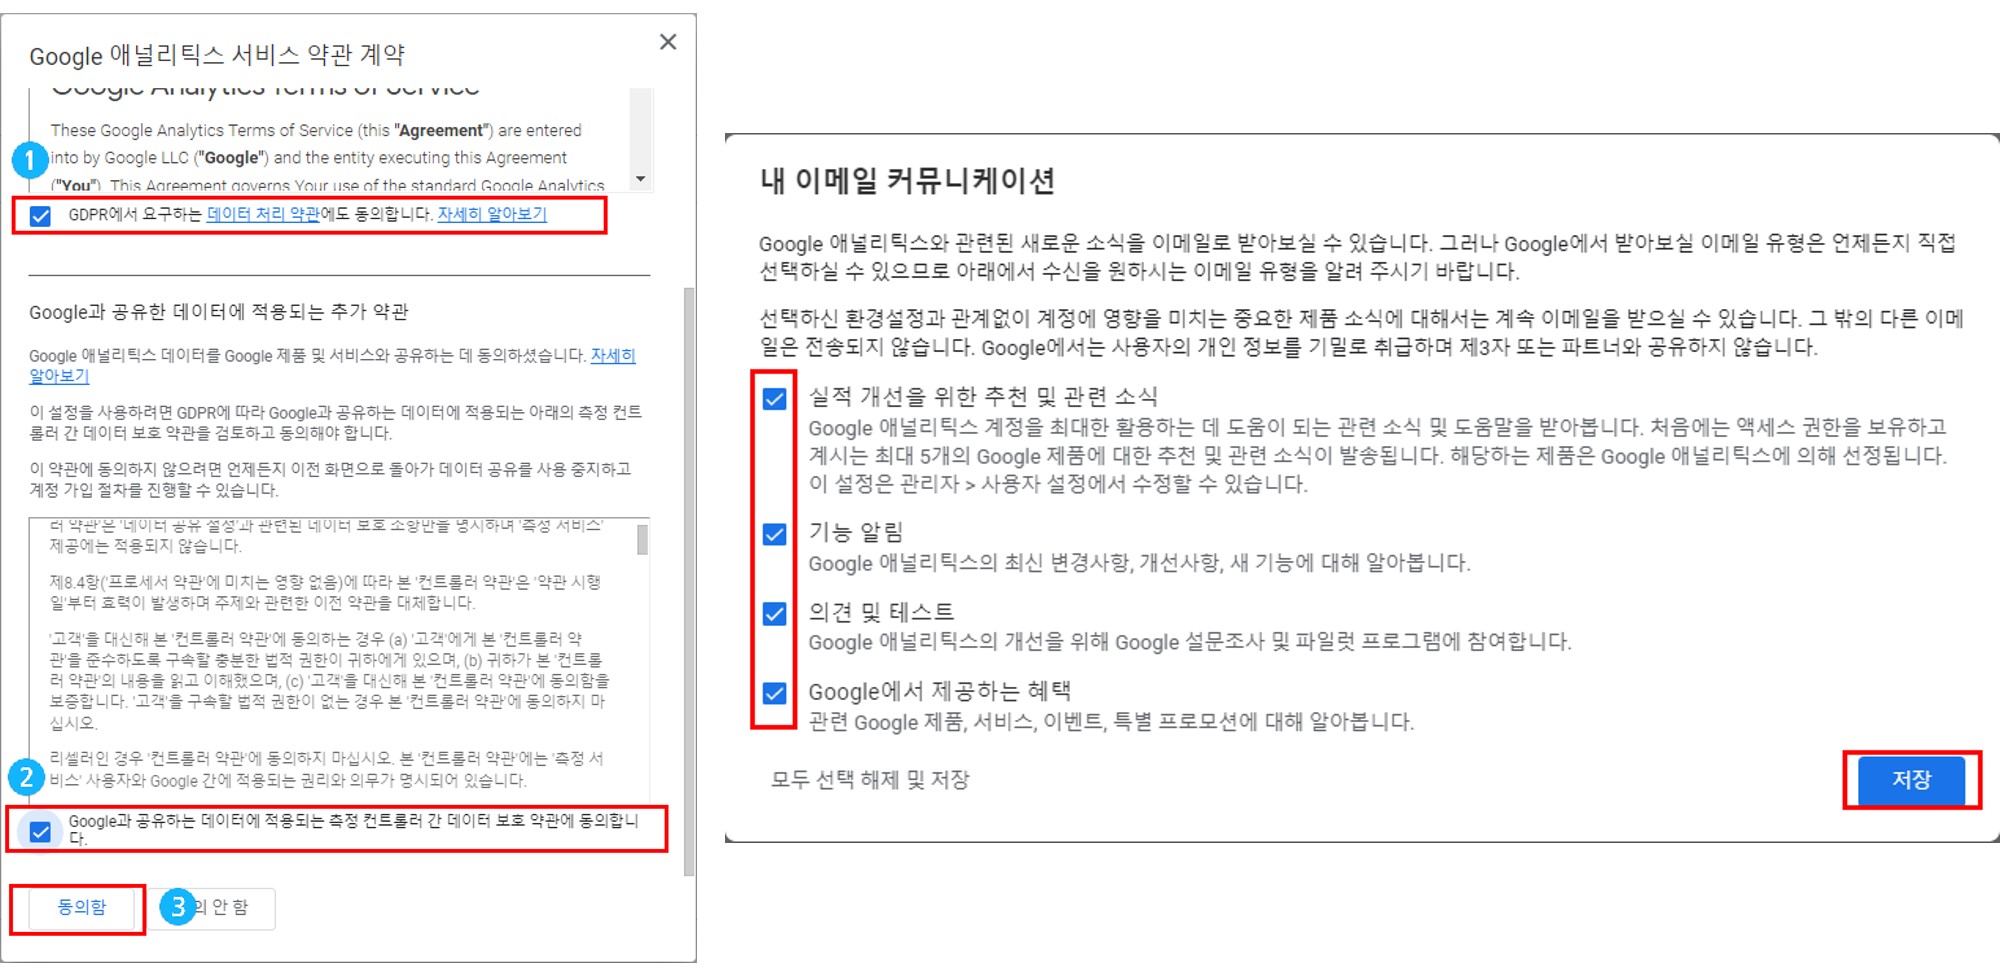 Google 애널리틱스 서비스 약관 계약
Google Analytics Terms of Service
These Google Analytics Terms of Service (this "Agreement") are entered
1
into by Google LLC ("Google") and the entity executing this Agreement
("You"). This Agreement governs Your use of the standard Google Analytics
GDPR에서 요구하는 데이터 처리 약관에도 동의합니다. 자세히 알아보기
Google과 공유한 데이터에 적용되는 추가 약관
Google 애널리틱스 데이터를 Google 제품 및 서비스와 공유하는 데 동의하셨습니다. 자세히
알아보기
이 설정을 사용하려면 GDPR에 따라 Google과 공유하는 데이터에 적용되는 아래의 측정 컨트
롤러 간 데이터 보호 약관을 검토하고 동의해야 합니다.
이 약관에 동의하지 않으려면 언제든지 이전 화면으로 돌아가 데이터 공유를 사용 중지하고
계정 가입 절차를 진행할 수 있습니다.
러 약관'은 '데이터 공유 설정'과 관련된 데이터 보호 조항만을 명시하며 '측정 서비스'
제공에는 적용되지 않습니다.
제8.4항('프로세서 약관'에 미치는 영향 없음)에 따라 본 '컨트롤러 약관'은 '약관 시행
일'부터 효력이 발생하며 주제와 관련한 이전 약관을 대체합니다.
'고객'을 대신해 본 '컨트롤러 약관'에 동의하는 경우 (a) '고객'에게 본 '컨트롤러 약
관'을 준수하도록 구속할 충분한 법적 권한이 귀하에게 있으며, (b) 귀하가 본 '컨트롤
러 약관'의 내용을 읽고 이해했으며, (c) '고객'을 대신해 본 '컨트롤러 약관'에 동의함을
보증합니다. '고객'을 구속할 법적 권한이 없는 경우 본 '컨트롤러 약관'에 동의하지 마
십시오.
리셀러인 경우 '컨트롤러 약관'에 동의하지 마십시오. 본 '컨트롤러 약관'에는 '측정 서
2
비스' 사용자와 Google 간에 적용되는 권리와 의무가 명시되어 있습니다.
Google과 공유하는 데이터에 적용되는 측정 컨트롤러 간 데이터 보호 약관에 동의합니
다.
동의함
3
의 안 함
내 이메일 커뮤니케이션
Google 애널리틱스와 관련된 새로운 소식을 이메일로 받아보실 수 있습니다. 그러나 Google에서 받아보실 이메일 유형은 언제든지 직접
선택하실 수 있으므로 아래에서 수신을 원하시는 이메일 유형을 알려 주시기 바랍니다.
선택하신 환경설정과 관계없이 계정에 영향을 미치는 중요한 제품 소식에 대해서는 계속 이메일을 받으실 수 있습니다. 그 밖의 다른 이메
일은 전송되지 않습니다. Google에서는 사용자의 개인 정보를 기밀로 취급하며 제3자 또는 파트너와 공유하지 않습니다.
실적 개선을 위한 추천 및 관련 소식
Google 애널리틱스 계정을 최대한 활용하는 데 도움이 되는 관련 소식 및 도움말을 받아봅니다. 처음에는 액세스 권한을 보유하고
계시는 최대 5개의 Google 제품에 대한 추천 및 관련 소식이 발송됩니다. 해당하는 제품은 Google 애널리틱스에 의해 선정됩니다.
이 설정은 관리자 > 사용자 설정에서 수정할 수 있습니다.
기능 알림
Google 애널리틱스의 최신 변경사항, 개선사항, 새 기능에 대해 알아봅니다.
의견 및 테스트
Google 애널리틱스의 개선을 위해 Google 설문조사 및 파일럿 프로그램에 참여합니다.
Google에서 제공하는 혜택
관련 Google 제품, 서비스, 이벤트, 특별 프로모션에 대해 알아봅니다.
모두 선택 해제 및 저장
저장